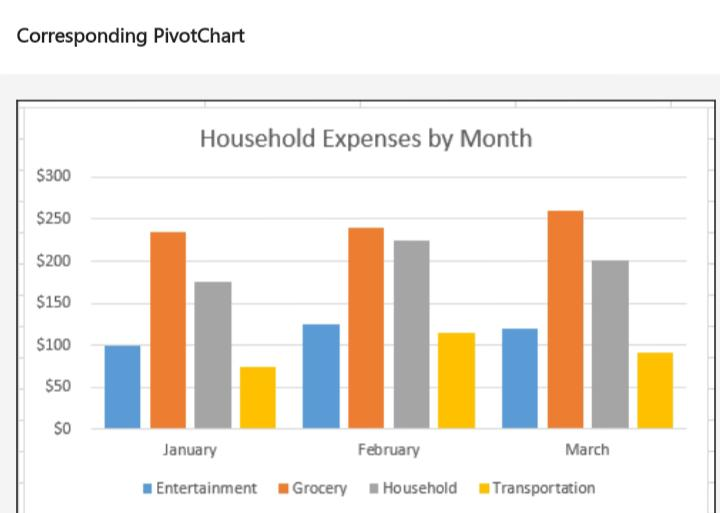 Corresponding PivotChart
Household Expenses by Month
$300
$250
$200
$150
$100
$50
$0
January February March
Entertainment Grocery Household Transportation